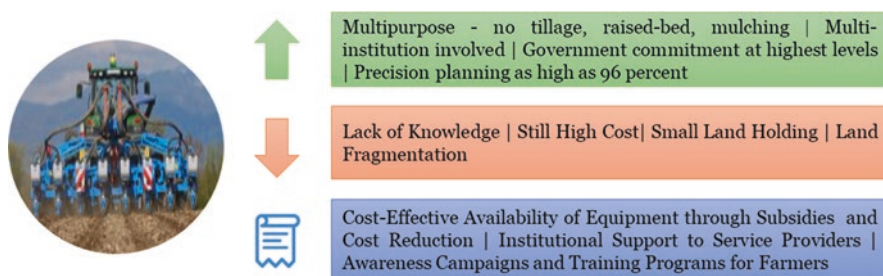 Multipurpose - no tillage, raised-bed, mulching | Multi-
institution involved | Government commitment at highest levels
| Precision planning as high as 96 percent
Lack of Knowledge | Still High Cost| Small Land Holding | Land
Fragmentation
Cost-Effective Availability of Equipment through Subsidies and
Cost Reduction | Institutional Support to Service Providers |
Awareness Campaigns and Training Programs for Farmers